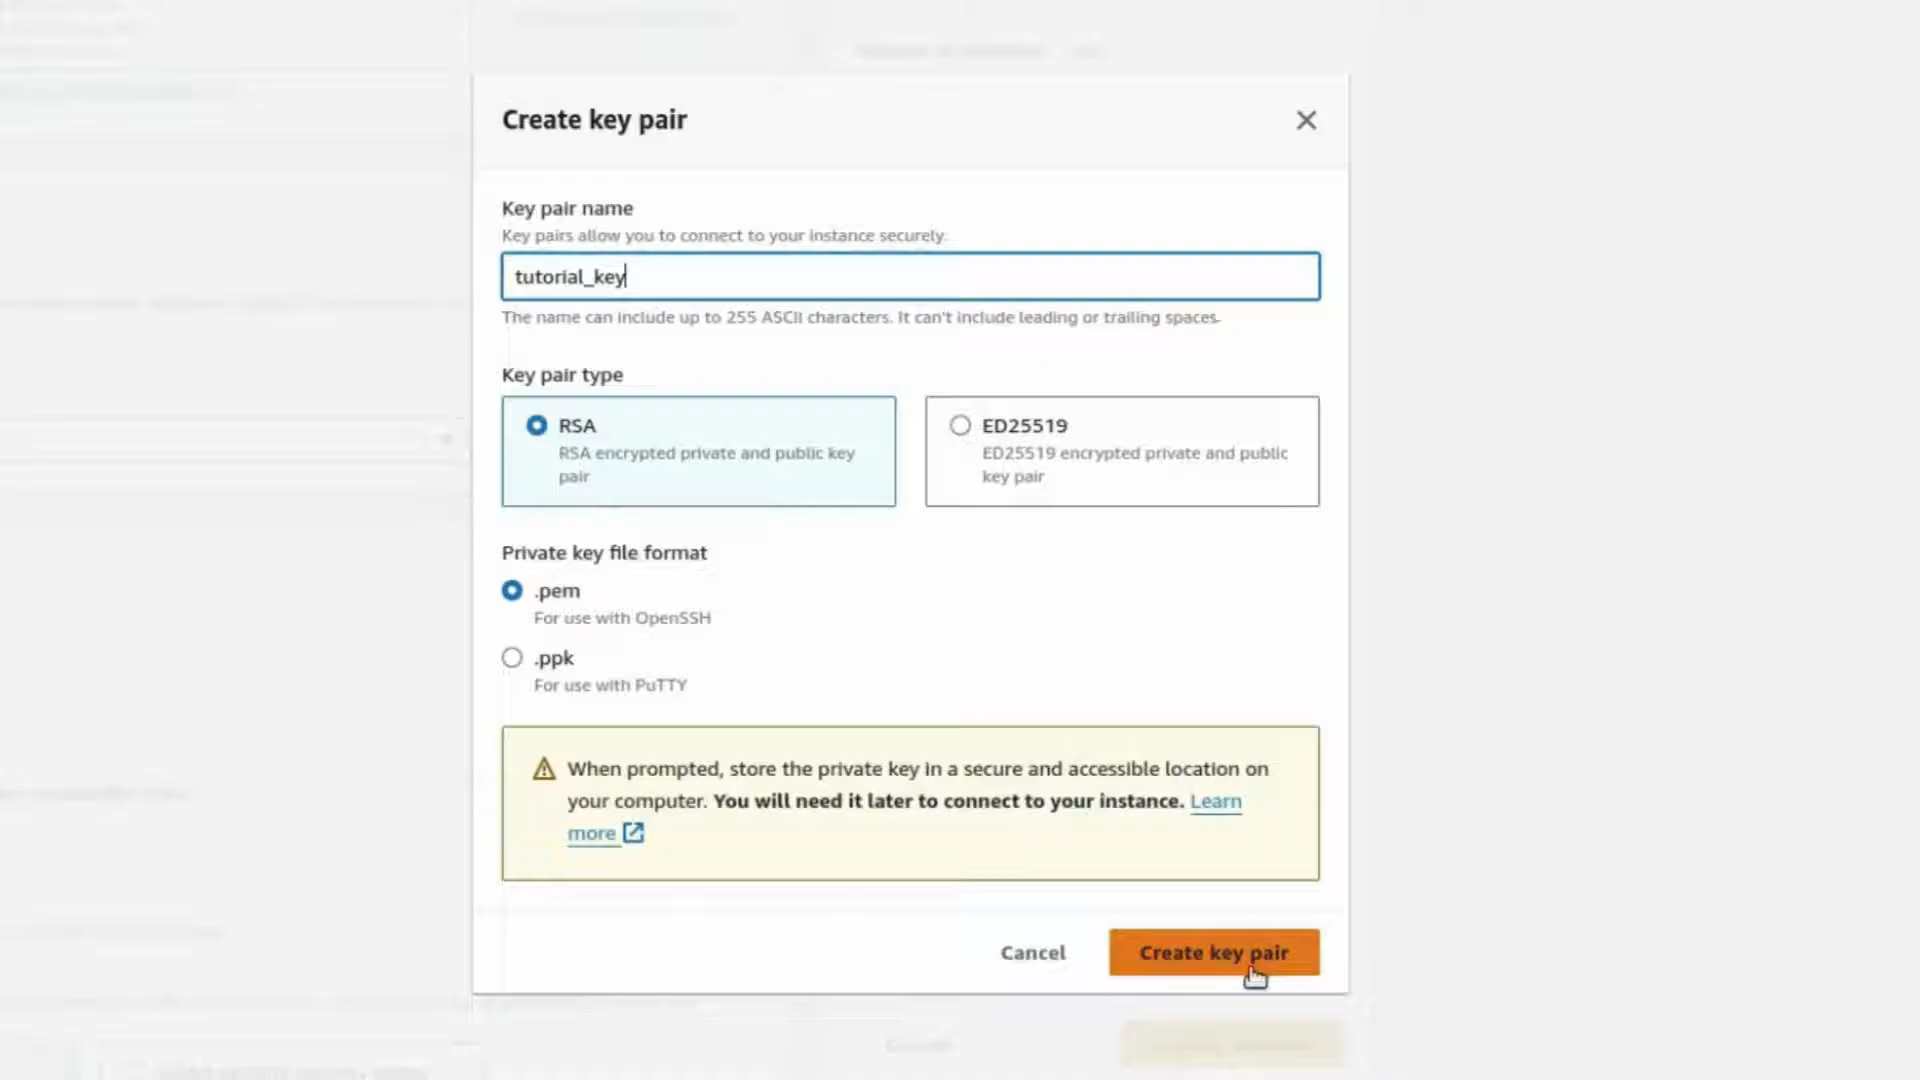 Create key pair
Key pair name
Key pairs allow you to connect to your instance securely.
tutorial_key
The name can include up to 255 ASCII characters. It can't include leading or trailing spaces.
Key pair type
RSA
RSA encrypted private and public key
pair
ED25519
ED25519 encrypted private and public
key pair
Private key file format
.pem
For use with OpenSSH
.ppk
For use with PuTTY
When prompted, store the private key in a secure and accessible location on
your computer. You will need it later to connect to your instance. Learn
more
Cancel
Create key pair